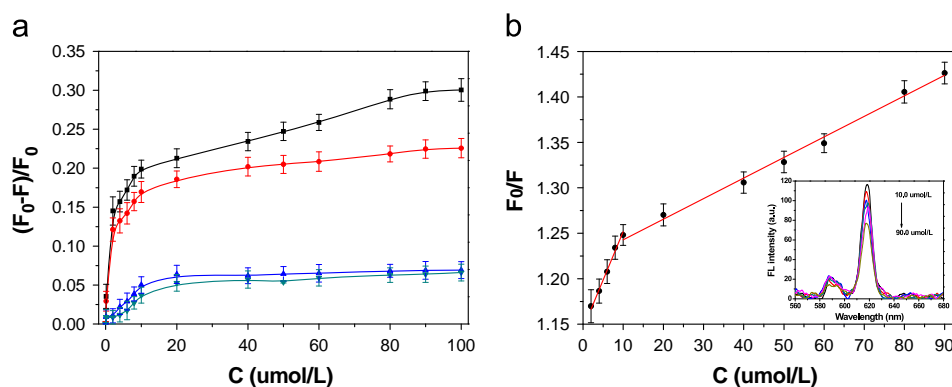 a
0.35
0.30
0.25
0.20
0.15
0.10
0.05
0.00
(F0-F)/F0
0 20 40 60 80 100
C (umol/L)
b
1.45
1.40
1.35
1.30
1.25
1.20
1.15
F0/F
0 10 20 30 40 50 60 70 80 90
C (umol/L)
120
100
80
60
40
20
0
FL intensity (a.u.)
10.0 umol/L
90.0 umol/L
560 580 600 620 640 660 680
Wavelength (nm)